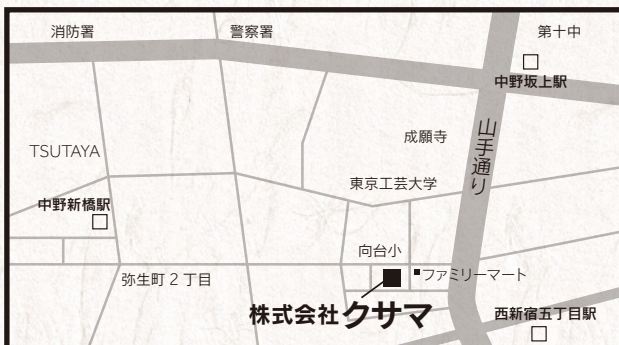 消防署
警察署
第十中
中野坂上駅
山手通り
成願寺
TSUTAYA
東京工芸大学
中野新橋駅
向台小
ファミリーマート
弥生町 2 丁目
株式会社クサマ
西新宿五丁目駅